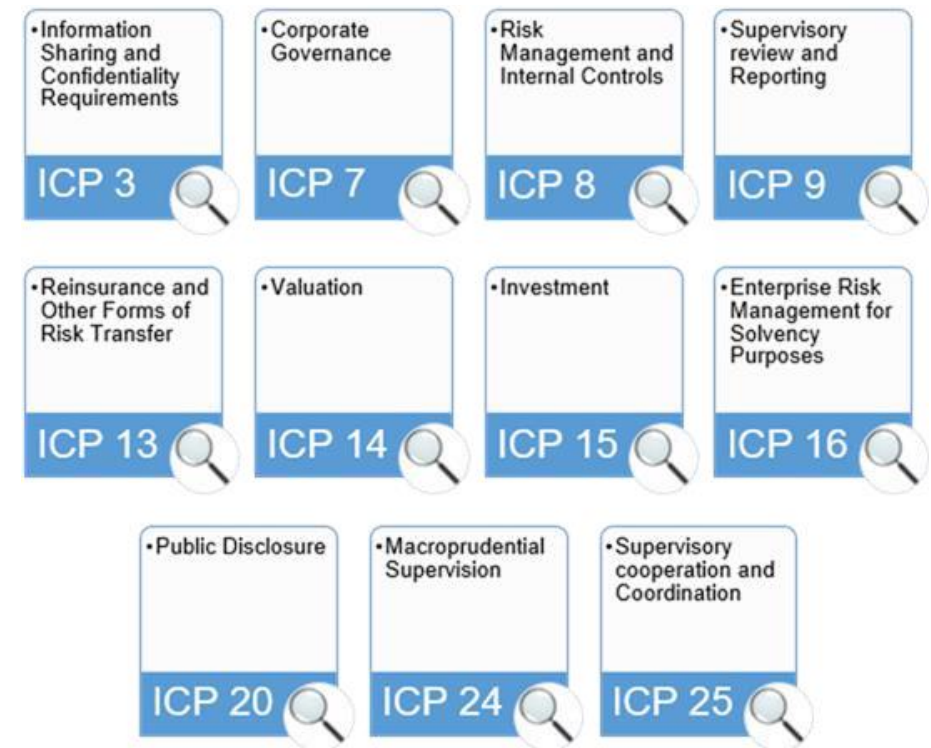 •Information
Sharing and
Confidentiality
Requirements
ICP 3
•Corporate
Governance
ICP 7
•Risk
Management and
Internal Controls
ICP 8
•Supervisory
review and
Reporting
ICP 9
•Reinsurance and
Other Forms of
Risk Transfer
ICP 13
•Valuation
ICP 14
•Investment
ICP 15
•Enterprise Risk
Management for
Solvency
Purposes
ICP 16
•Public Disclosure
ICP 20
•Macroprudential
Supervision
ICP 24
•Supervisory
cooperation and
Coordination
ICP 25